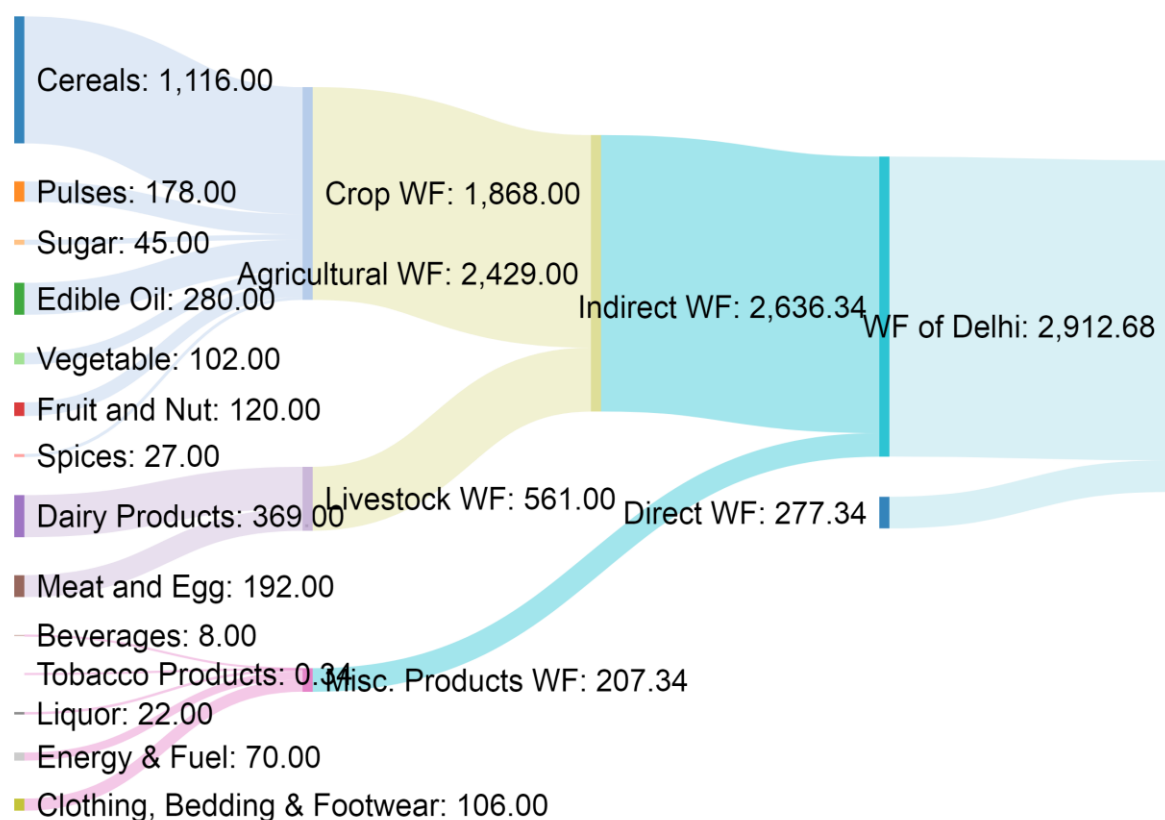 Cereals: 1,116.00
Pulses: 178.00
Sugar: 45.00
Edible Oil: 280.00
Vegetable: 102.00
Fruit and Nut: 120.00
Spices: 27.00
Dairy Products: 369.00
Meat and Egg: 192.00
Beverages: 8.00
Tobacco Products: 0.34
Liquor: 22.00
Energy & Fuel: 70.00
Clothing, Bedding & Footwear: 106.00
Crop WF: 1,868.00
Agricultural WF: 2,429.00
Livestock WF: 561.00
Misc. Products WF: 207.34
Indirect WF: 2,636.34
Direct WF: 277.34
WF of Delhi: 2,912.68